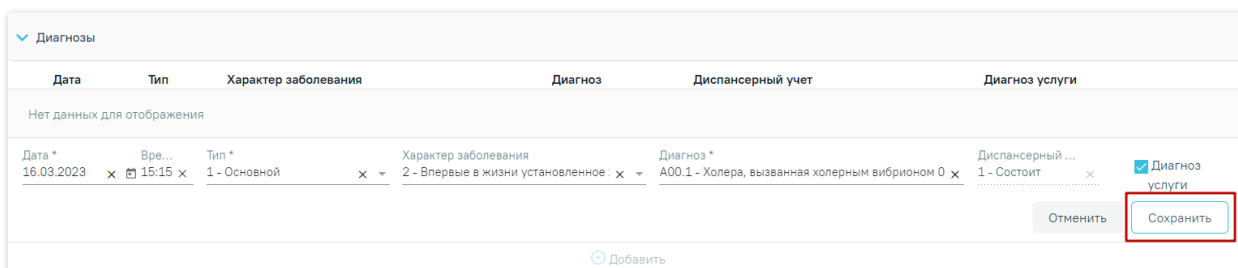 Диагнозы
Дата Тип Характер заболевания Диагноз Диспансерный учет Диагноз услуги
Нет данных для отображения
Дата * Вре... Тип * Характер заболевания Диагноз * Диспансерный ...
16.03.2023 15:15 1 - Основной 2 - Впервые в жизни установленное A00.1 - Холера, вызванная холерным вибрионом 0 1 - Состоит Диагноз
услуги
Отменить Сохранить
Добавить